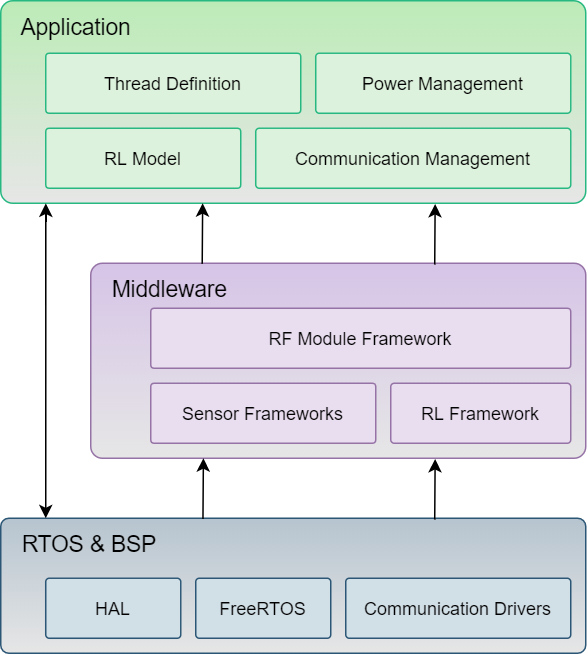 Application
Thread Definition
Power Management
RL Model
Communication Management
Middleware
RF Module Framework
Sensor Frameworks
RL Framework
RTOS & BSP
HAL
FreeRTOS
Communication Drivers